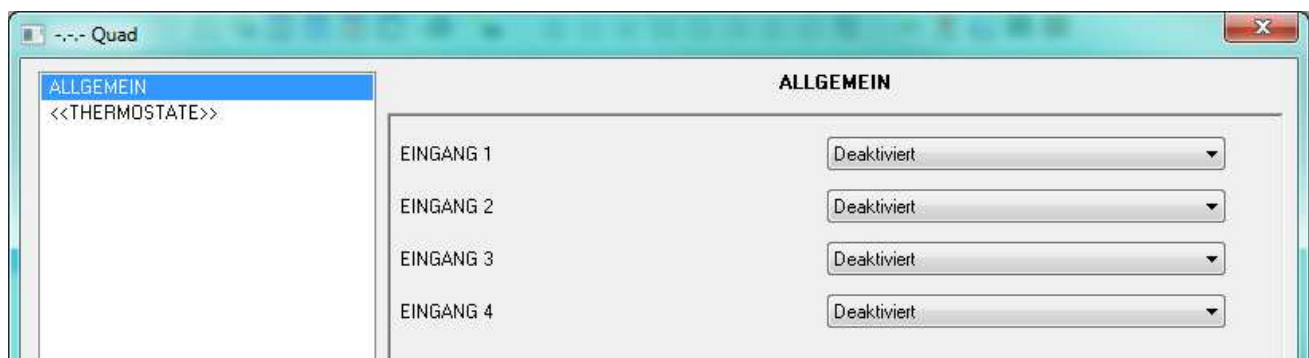 -.-.- Quad
ALLGEMEIN
<<THERMOSTATE>>
ALLGEMEIN
EINGANG 1 Deaktiviert
EINGANG 2 Deaktiviert
EINGANG 3 Deaktiviert
EINGANG 4 Deaktiviert